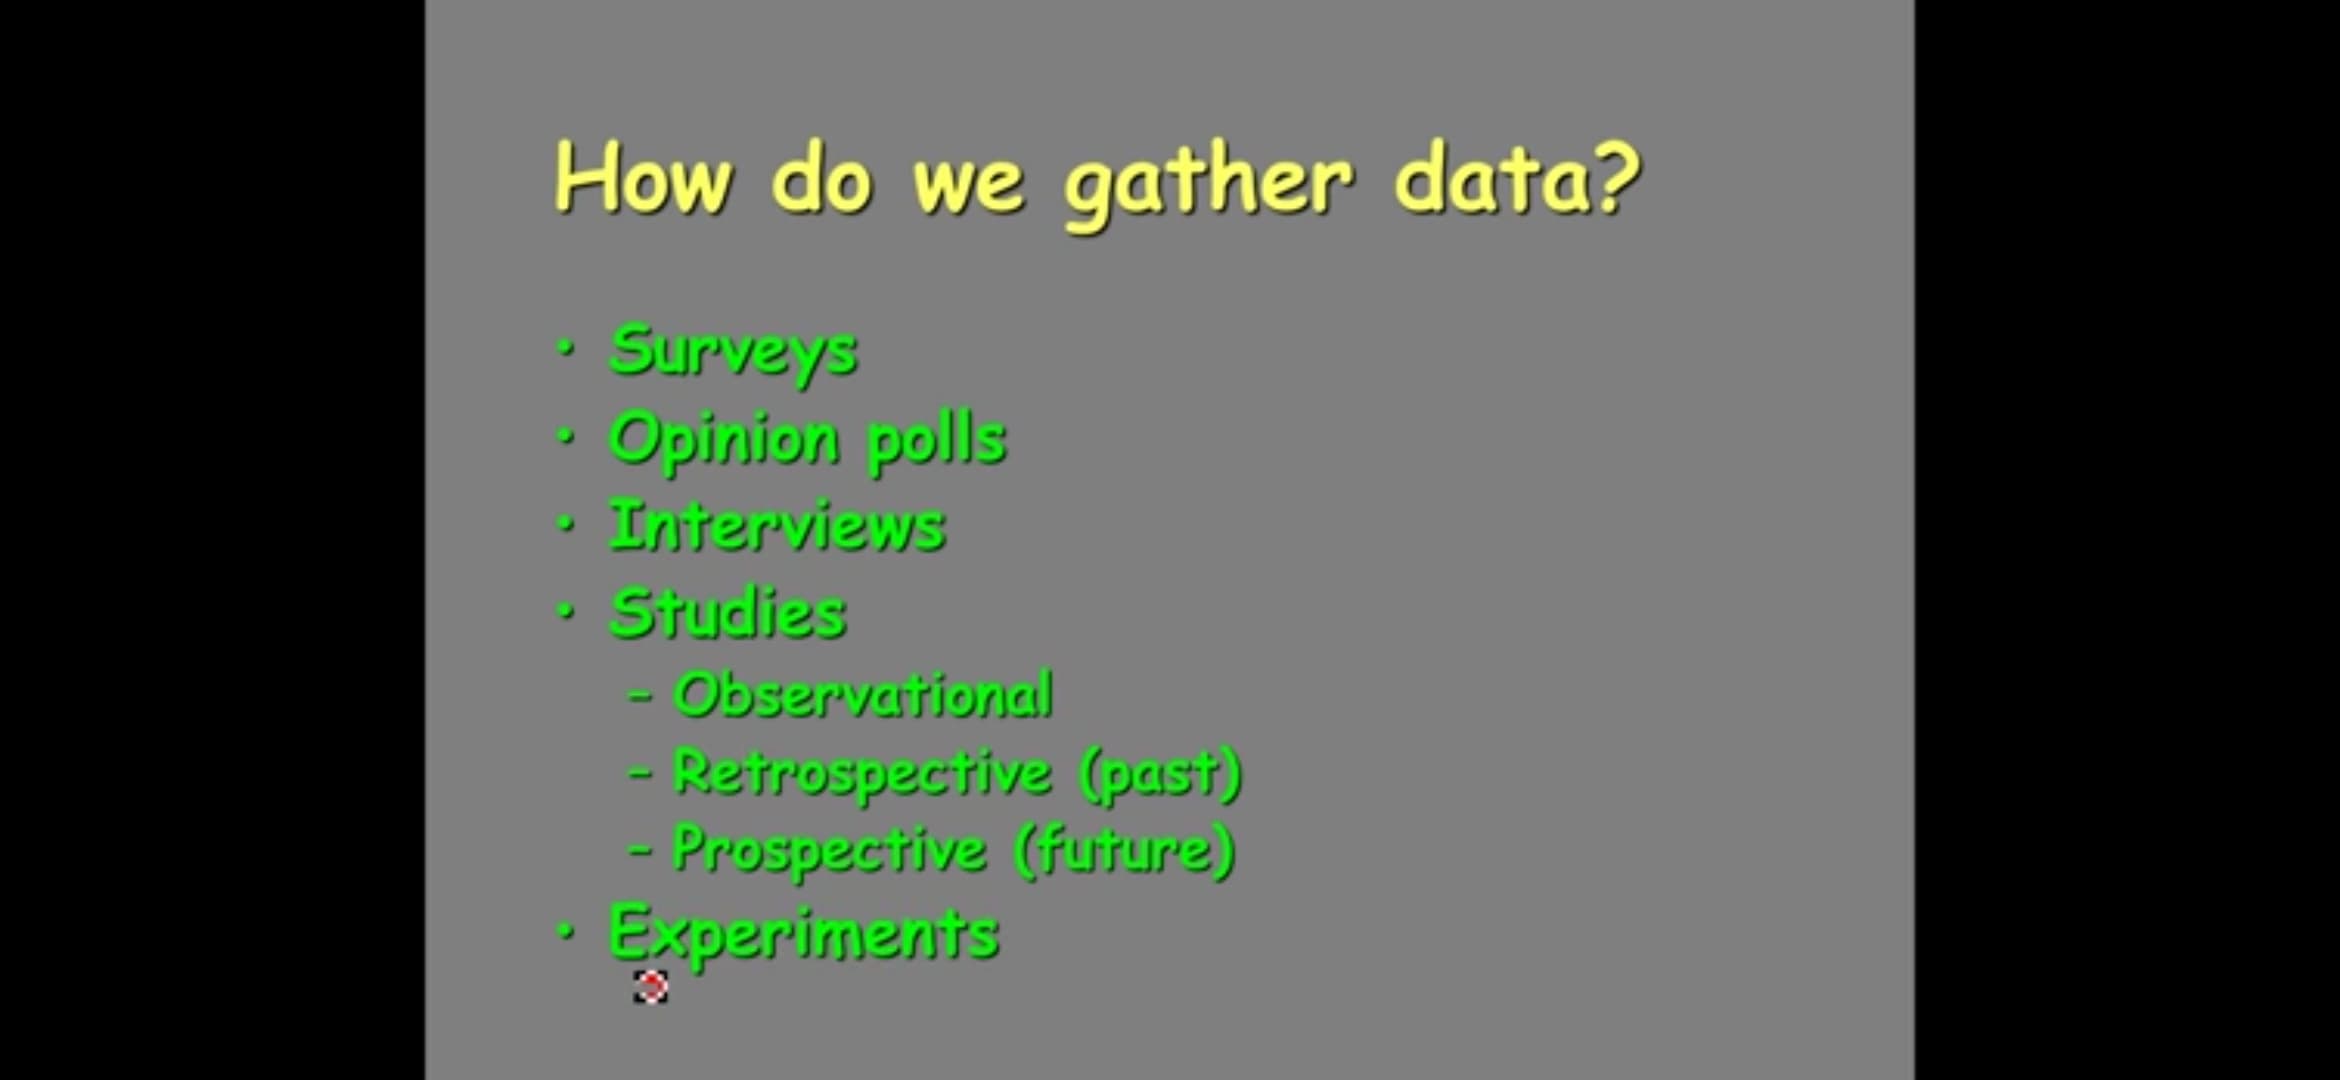 How do we gather data?
• Surveys
• Opinion polls
• Interviews
• Studies
– Observational
– Retrospective (past)
– Prospective (future)
• Experiments